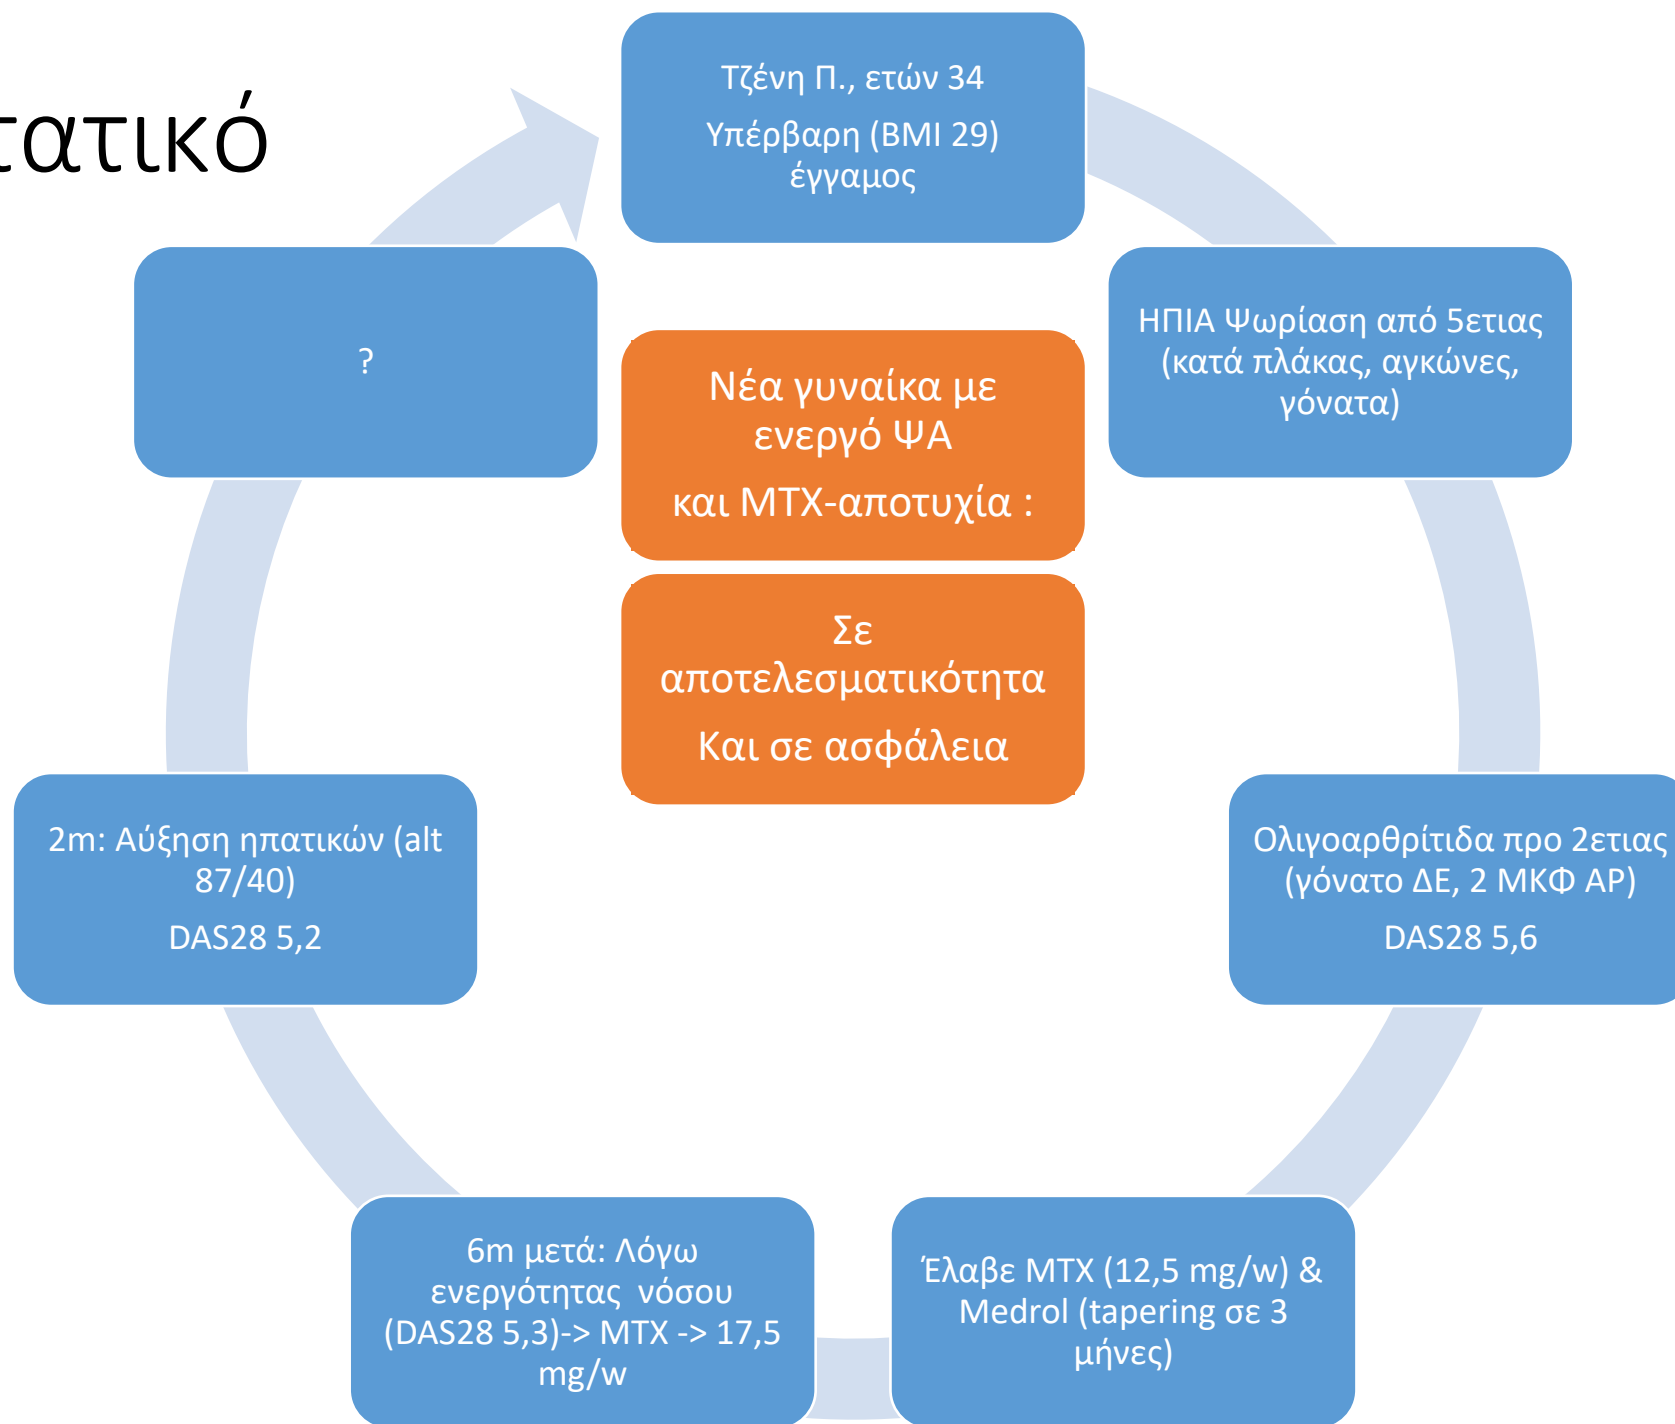 τατικό
Τζένη Π., ετών 34
Υπέρβαρη (BMI 29)
έγγαμος
ΗΠΙΑ Ψωρίαση από 5ετιας
(κατά πλάκας, αγκώνες,
γόνατα)
Ολιγοαρθρίτιδα προ 2ετιας
(γόνατο ΔΕ, 2 ΜΚΦ ΑΡ)
DAS28 5,6
Έλαβε MTX (12,5 mg/w) &
Medrol (tapering σε 3
μήνες)
6m μετά: Λόγω
ενεργότητας νόσου
(DAS28 5,3)-> MTX -> 17,5
mg/w
2m: Αύξηση ηπατικών (alt
87/40)
DAS28 5,2
?
Νέα γυναίκα με
ενεργό ΨΑ
και MTX-αποτυχία :
Σε
αποτελεσματικότητα
Και σε ασφάλεια